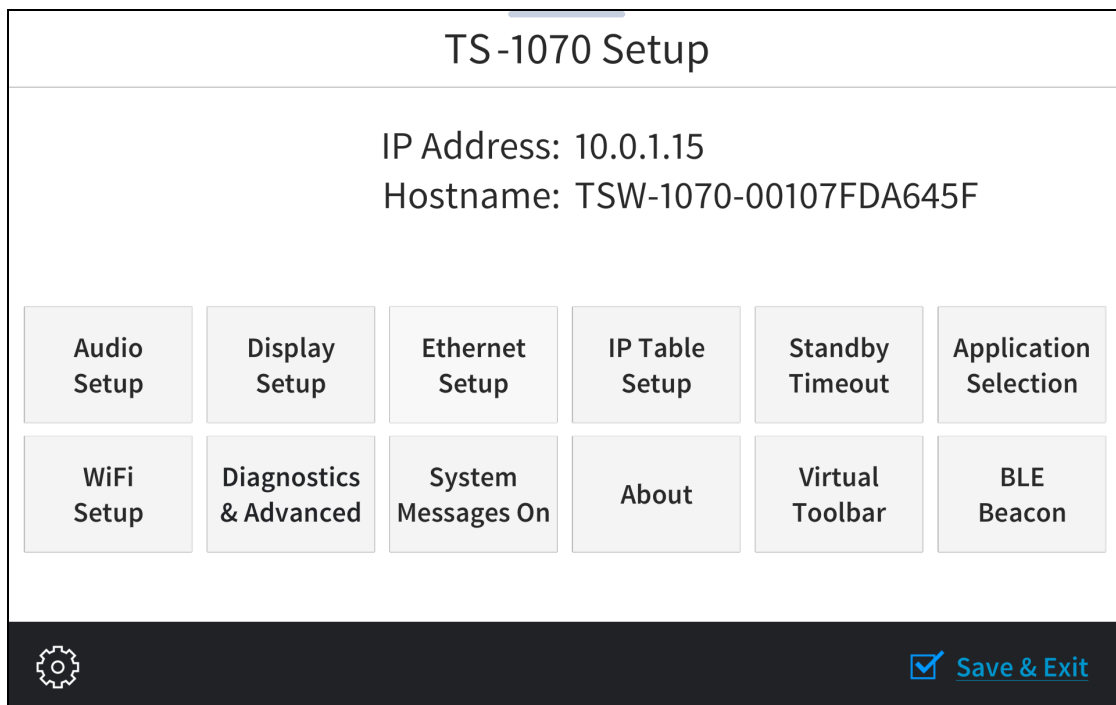 TS-1070 Setup
IP Address: 10.0.1.15
Hostname: TSW-1070-00107FDA645F
Audio
Setup
Display
Setup
Ethernet
Setup
IP Table
Setup
Standby
Timeout
Application
Selection
WiFi
Setup
Diagnostics
& Advanced
System
Messages On
About
Virtual
Toolbar
BLE
Beacon
Save & Exit